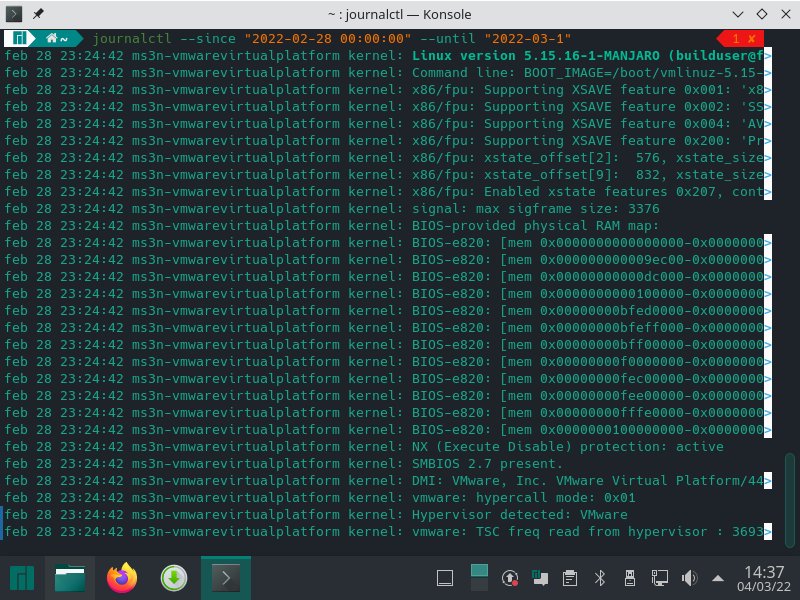 ~ : journalctl — Konsole
~ journalctl --since "2022-02-28 00:00:00" --until "2022-03-1" 1 ✘
feb 28 23:24:42 ms3n-vmwarevirtualplatform kernel: Linux version 5.15.16-1-MANJARO (builduser@f>
feb 28 23:24:42 ms3n-vmwarevirtualplatform kernel: Command line: BOOT_IMAGE=/boot/vmlinuz-5.15->
feb 28 23:24:42 ms3n-vmwarevirtualplatform kernel: x86/fpu: Supporting XSAVE feature 0x001: 'x8>
feb 28 23:24:42 ms3n-vmwarevirtualplatform kernel: x86/fpu: Supporting XSAVE feature 0x002: 'SS>
feb 28 23:24:42 ms3n-vmwarevirtualplatform kernel: x86/fpu: Supporting XSAVE feature 0x004: 'AV>
feb 28 23:24:42 ms3n-vmwarevirtualplatform kernel: x86/fpu: Supporting XSAVE feature 0x200: 'Pr>
feb 28 23:24:42 ms3n-vmwarevirtualplatform kernel: x86/fpu: xstate_offset[2]:  576, xstate_size>
feb 28 23:24:42 ms3n-vmwarevirtualplatform kernel: x86/fpu: xstate_offset[9]:  832, xstate_size>
feb 28 23:24:42 ms3n-vmwarevirtualplatform kernel: x86/fpu: Enabled xstate features 0x207, cont>
feb 28 23:24:42 ms3n-vmwarevirtualplatform kernel: signal: max sigframe size: 3376
feb 28 23:24:42 ms3n-vmwarevirtualplatform kernel: BIOS-provided physical RAM map:
feb 28 23:24:42 ms3n-vmwarevirtualplatform kernel: BIOS-e820: [mem 0x0000000000000000-0x0000000>
feb 28 23:24:42 ms3n-vmwarevirtualplatform kernel: BIOS-e820: [mem 0x000000000009ec00-0x0000000>
feb 28 23:24:42 ms3n-vmwarevirtualplatform kernel: BIOS-e820: [mem 0x00000000000dc000-0x0000000>
feb 28 23:24:42 ms3n-vmwarevirtualplatform kernel: BIOS-e820: [mem 0x0000000000100000-0x0000000>
feb 28 23:24:42 ms3n-vmwarevirtualplatform kernel: BIOS-e820: [mem 0x00000000bfed0000-0x0000000>
feb 28 23:24:42 ms3n-vmwarevirtualplatform kernel: BIOS-e820: [mem 0x00000000bfeff000-0x0000000>
feb 28 23:24:42 ms3n-vmwarevirtualplatform kernel: BIOS-e820: [mem 0x00000000bff00000-0x0000000>
feb 28 23:24:42 ms3n-vmwarevirtualplatform kernel: BIOS-e820: [mem 0x00000000f0000000-0x0000000>
feb 28 23:24:42 ms3n-vmwarevirtualplatform kernel: BIOS-e820: [mem 0x00000000fec00000-0x0000000>
feb 28 23:24:42 ms3n-vmwarevirtualplatform kernel: BIOS-e820: [mem 0x00000000fee00000-0x0000000>
feb 28 23:24:42 ms3n-vmwarevirtualplatform kernel: BIOS-e820: [mem 0x00000000fffe0000-0x0000000>
feb 28 23:24:42 ms3n-vmwarevirtualplatform kernel: BIOS-e820: [mem 0x0000000100000000-0x0000000>
feb 28 23:24:42 ms3n-vmwarevirtualplatform kernel: NX (Execute Disable) protection: active
feb 28 23:24:42 ms3n-vmwarevirtualplatform kernel: SMBIOS 2.7 present.
feb 28 23:24:42 ms3n-vmwarevirtualplatform kernel: DMI: VMware, Inc. VMware Virtual Platform/44>
feb 28 23:24:42 ms3n-vmwarevirtualplatform kernel: vmware: hypercall mode: 0x01
feb 28 23:24:42 ms3n-vmwarevirtualplatform kernel: Hypervisor detected: VMware
feb 28 23:24:42 ms3n-vmwarevirtualplatform kernel: vmware: TSC freq read from hypervisor : 3693>
14:37
04/03/22